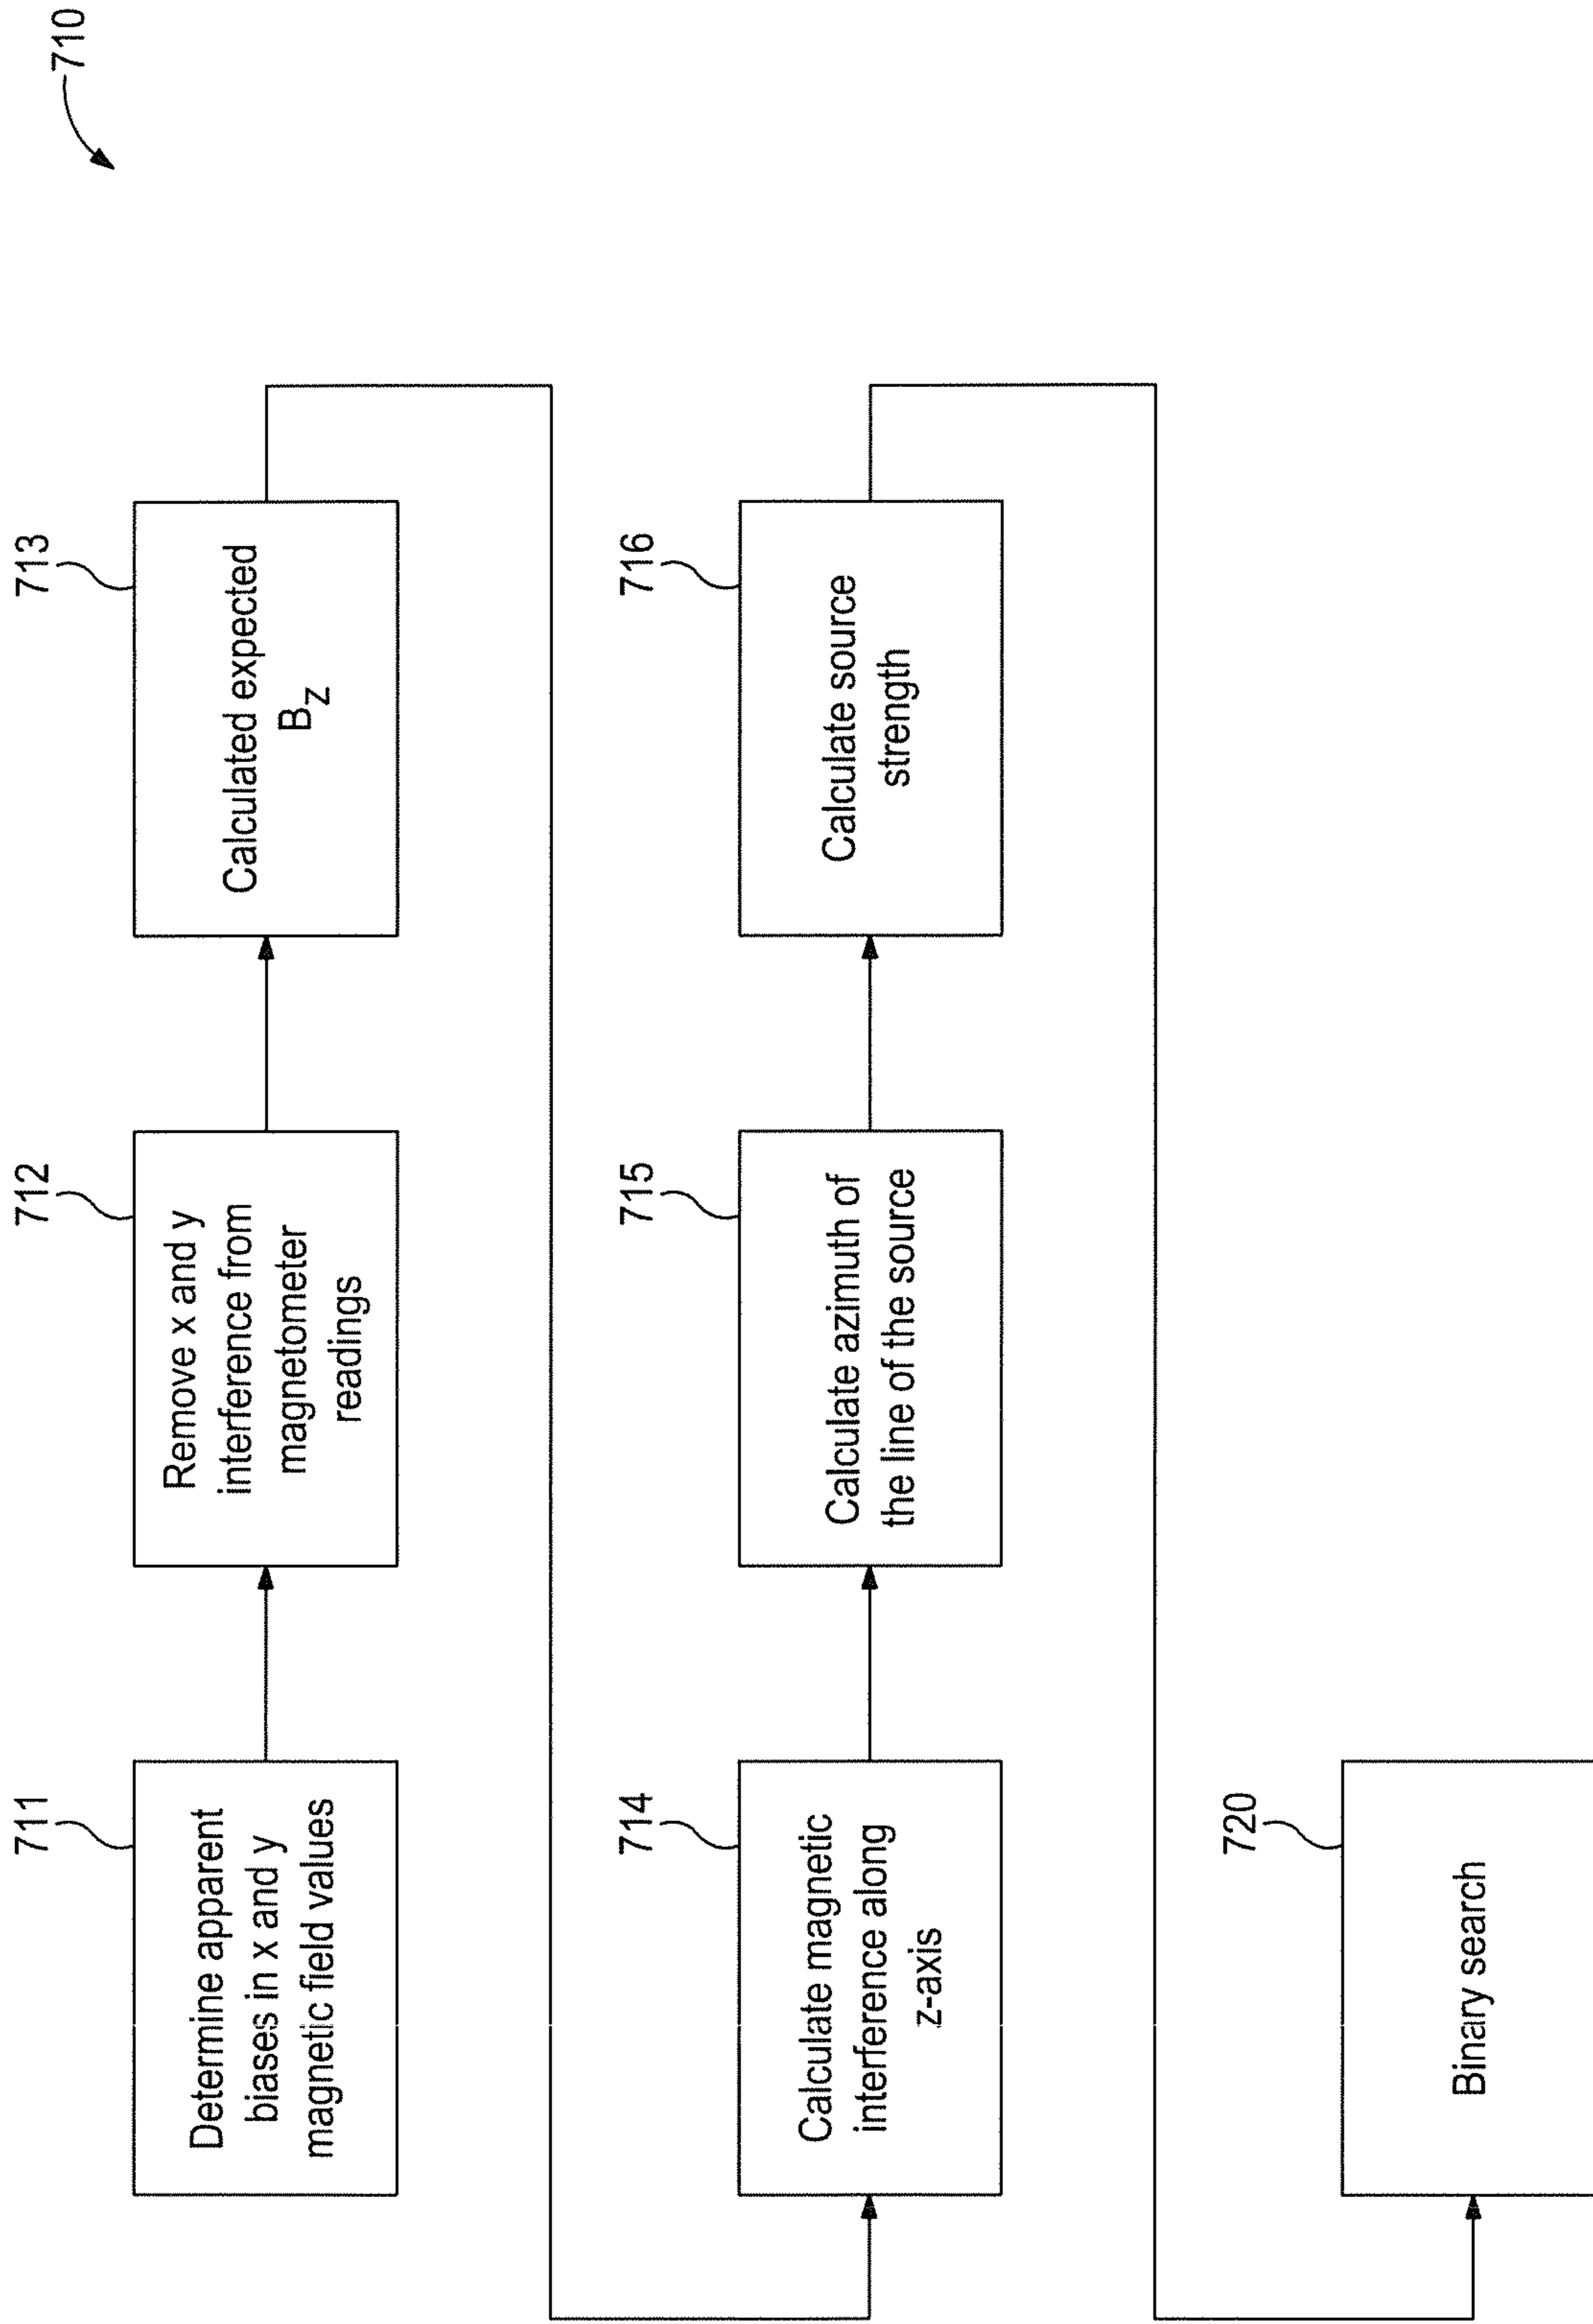 710
711
Determine apparent
biases in x and y
magnetic field values
712
Remove x and y
interference from
magnetometer
readings
713
Calculated expected
Bz
714
Calculate magnetic
interference along
z-axis
715
Calculate azimuth of
the line of the source
716
Calculate source
strength
720
Binary search